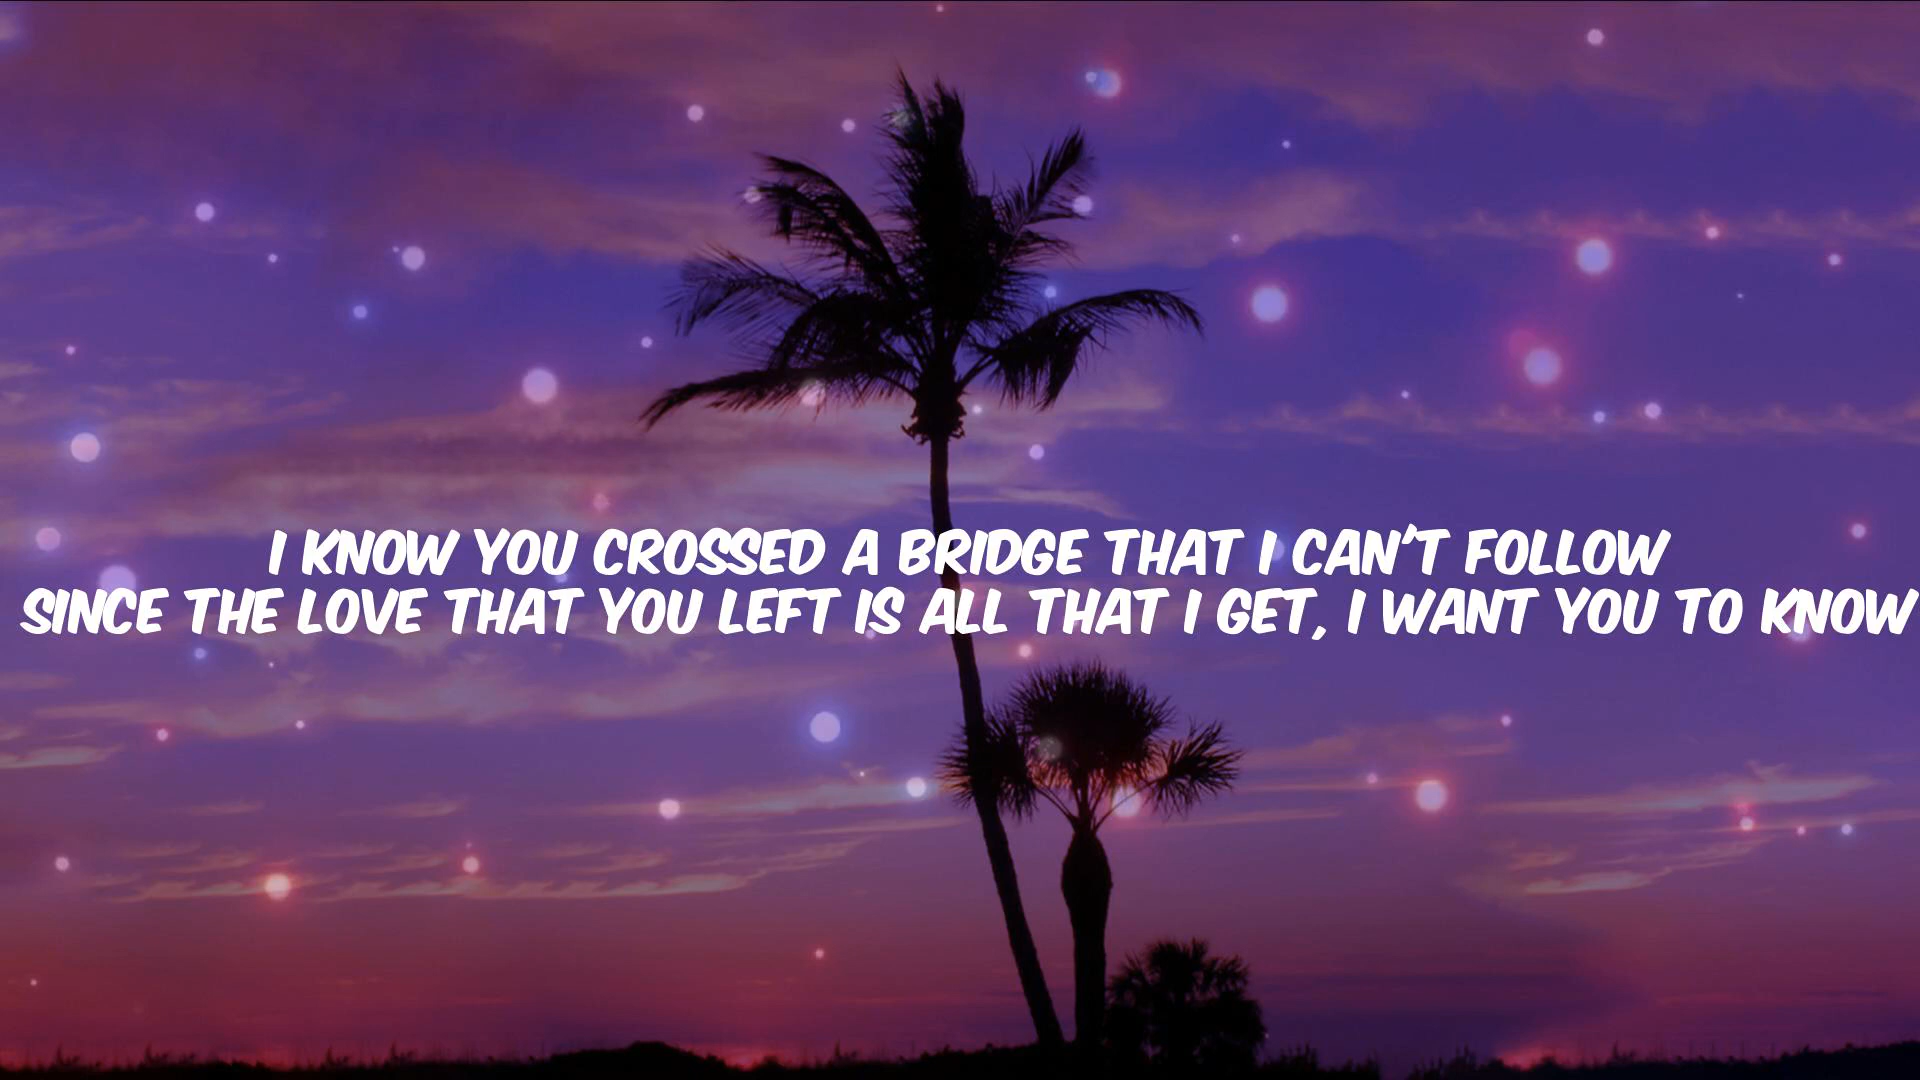 I KNOW YOU CROSSED A BRIDGE THAT I CAN'T FOLLOW
SINCE THE LOVE THAT YOU LEFT IS ALL THAT I GET, I WANT YOU TO KNOW